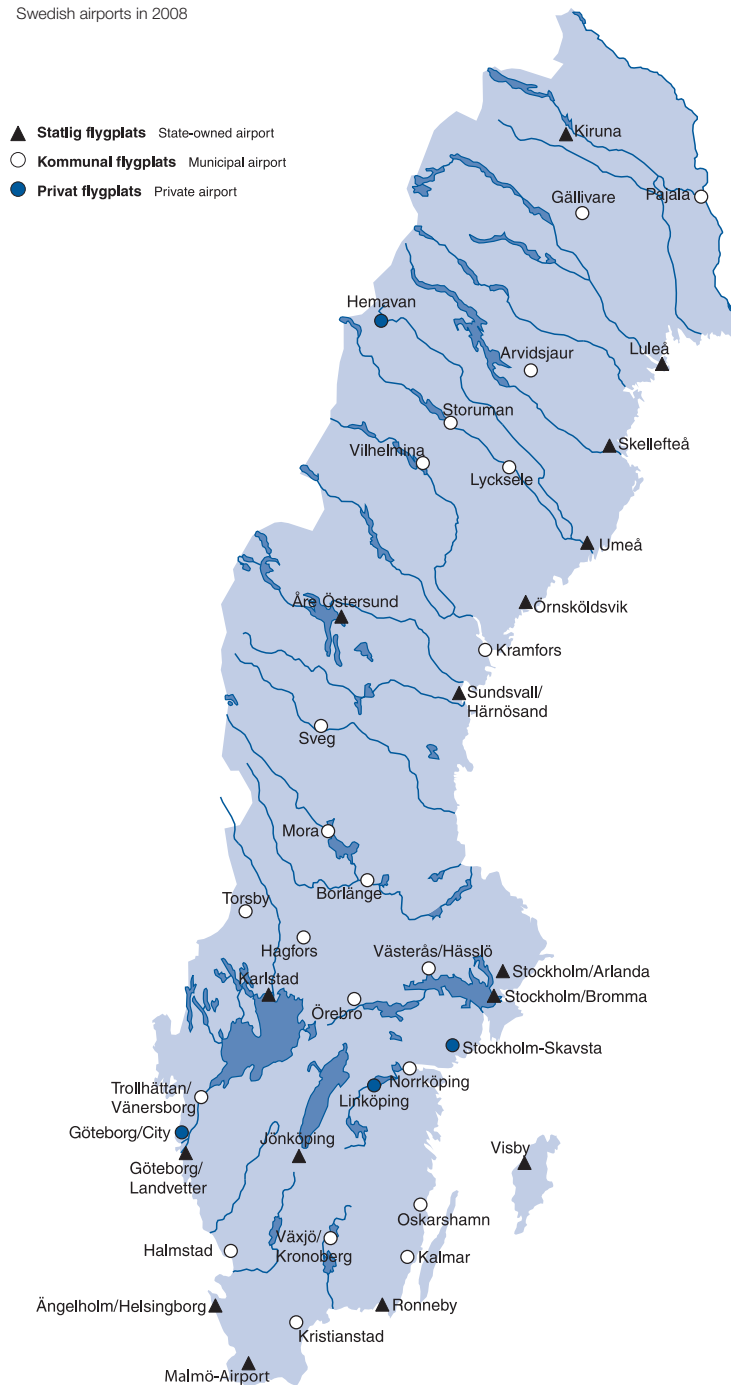 Swedish airports in 2008
Statlig flygplats State-owned airport
Kommunal flygplats Municipal airport
Privat flygplats Private airport
Kiruna
Gällivare
Pajala
Hemavan
Arvidsjaur
Luleå
Storuman
Skellefteå
Vilhelmina
Lycksele
Umeå
Åre Östersund
Örnsköldsvik
Kramfors
Sundsvall/
Härnösand
Sveg
Mora
Borlänge
Torsby
Hagfors
Västerås/Hässlö
Stockholm/Arlanda
Karlstad
Örebro
Stockholm/Bromma
Stockholm-Skavsta
Norrköping
Linköping
Trollhättan/
Vänersborg
Göteborg/City
Jönköping
Visby
Göteborg/
Landvetter
Oskarshamn
Växjö/
Kronoberg
Halmstad
Kalmar
Ängelholm/Helsingborg
Ronneby
Kristianstad
Malmö-Airport